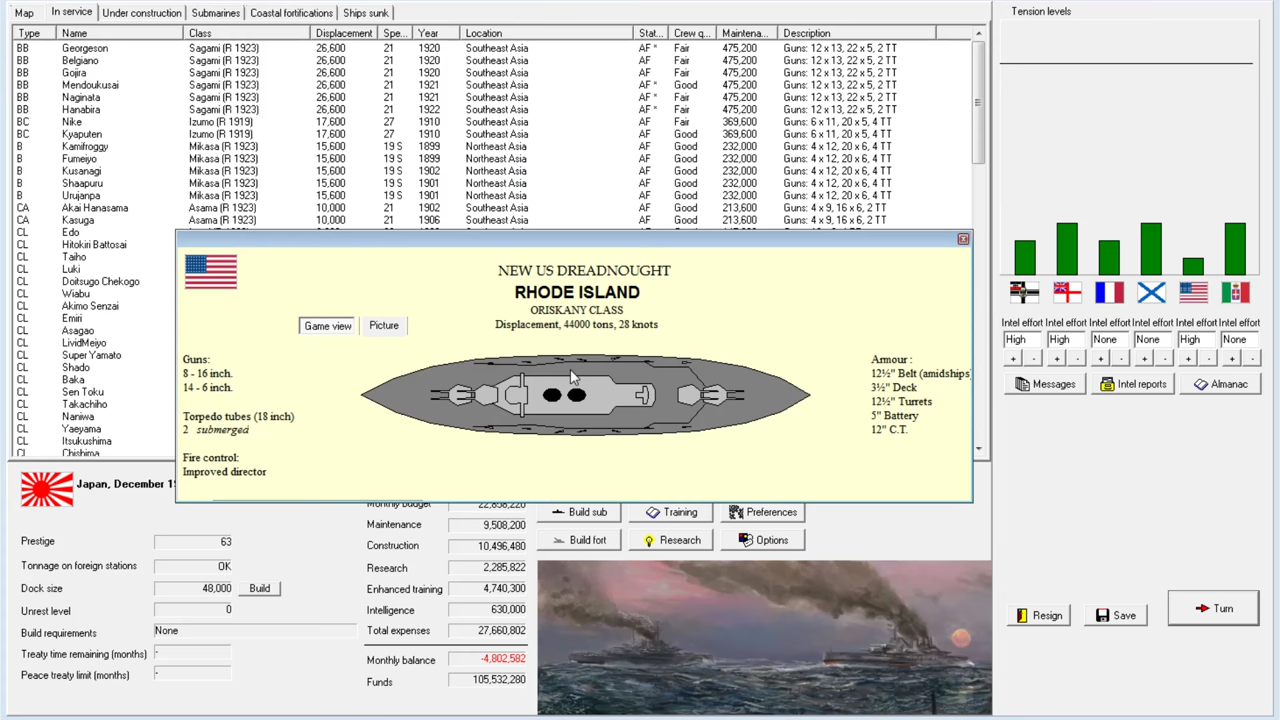 Map In service Under construction Submarines Coastal fortifications Ships sunk
Type Name Class Displacement Spe... Year Location Stat... Crew q... Maintena... Description
BB Georgeson Sagami (R 1923) 26,600 21 1920 Southeast Asia AF * Fair 475,200 Guns: 12 x 13, 22 x 5, 2 TT
BB Belgiano Sagami (R 1923) 26,600 21 1920 Southeast Asia AF * Fair 475,200 Guns: 12 x 13, 22 x 5, 2 TT
BB Gojira Sagami (R 1923) 26,600 21 1920 Southeast Asia AF * Fair 475,200 Guns: 12 x 13, 22 x 5, 2 TT
BB Mendoukusai Sagami (R 1923) 26,600 21 1921 Southeast Asia AF * Good 475,200 Guns: 12 x 13, 22 x 5, 2 TT
BB Naginata Sagami (R 1923) 26,600 21 1921 Southeast Asia AF * Fair 475,200 Guns: 12 x 13, 22 x 5, 2 TT
BB Hanabira Sagami (R 1923) 26,600 21 1922 Southeast Asia AF * Fair 475,200 Guns: 12 x 13, 22 x 5, 2 TT
BC Nike Izumo (R 1919) 17,600 27 1910 Southeast Asia AF Fair 369,600 Guns: 6 x 11, 20 x 5, 4 TT
BC Kyaputen Izumo (R 1919) 17,600 27 1910 Southeast Asia AF Good 369,600 Guns: 6 x 11, 20 x 5, 4 TT
B Kamifroggy Mikasa (R 1923) 15,600 19 S 1899 Northeast Asia AF Good 232,000 Guns: 4 x 12, 20 x 6, 4 TT
B Fumeiyo Mikasa (R 1923) 15,600 19 S 1899 Northeast Asia AF Good 232,000 Guns: 4 x 12, 20 x 6, 4 TT
B Kusanagi Mikasa (R 1923) 15,600 19 S 1902 Northeast Asia AF Good 232,000 Guns: 4 x 12, 20 x 6, 4 TT
B Shaapuru Mikasa (R 1923) 15,600 19 S 1901 Northeast Asia AF Good 232,000 Guns: 4 x 12, 20 x 6, 4 TT
B Urujanpa Mikasa (R 1923) 15,600 19 S 1901 Northeast Asia AF Good 232,000 Guns: 4 x 12, 20 x 6, 4 TT
CA Akai Hanasama Asama (R 1923) 10,000 21 1902 Southeast Asia AF Good 213,600 Guns: 4 x 9, 16 x 6, 2 TT
CA Kasuga Asama (R 1923) 10,000 21 1906 Southeast Asia AF Good 213,600 Guns: 4 x 9, 16 x 6, 2 TT
CL Edo
CL Hitokiri Battosai
CL Taiho
CL Luki
CL Doitsugo Chekogo
CL Wiabu
CL Akimo Senzai
CL Emiri
CL Asagao
CL LividMeiyo
CL Super Yamato
CL Shado
CL Baka
CL Sen Toku
CL Takachiho
CL Naniwa
CL Yaeyama
CL Itsukushima
CL Chishima
NEW US DREADNOUGHT
RHODE ISLAND
ORISKANY CLASS
Displacement, 44000 tons, 28 knots
Game view Picture
Guns:
8 - 16 inch.
14 - 6 inch.
Torpedo tubes (18 inch)
2 submerged
Fire control:
Improved director
Armour :
12½" Belt (amidships)
3½" Deck
12½" Turrets
5" Battery
12" C.T.
Tension levels
Intel effort Intel effort Intel effort Intel effort Intel effort Intel effort
High High None None High None
+ - + - + - + - + - + -
Messages Intel reports Almanac
Japan, December 1
Prestige 63
Tonnage on foreign stations OK
Dock size 48,000 Build
Unrest level 0
Build requirements None
Treaty time remaining (months) -
Peace treaty limit (months) -
Monthly budget 22,858,220
Maintenance 9,508,200
Construction 10,496,480
Research 2,285,822
Enhanced training 4,740,300
Intelligence 630,000
Total expenses 27,660,802
Monthly balance -4,802,582
Funds 105,532,280
Build sub Training Preferences
Build fort Research Options
Resign Save Turn